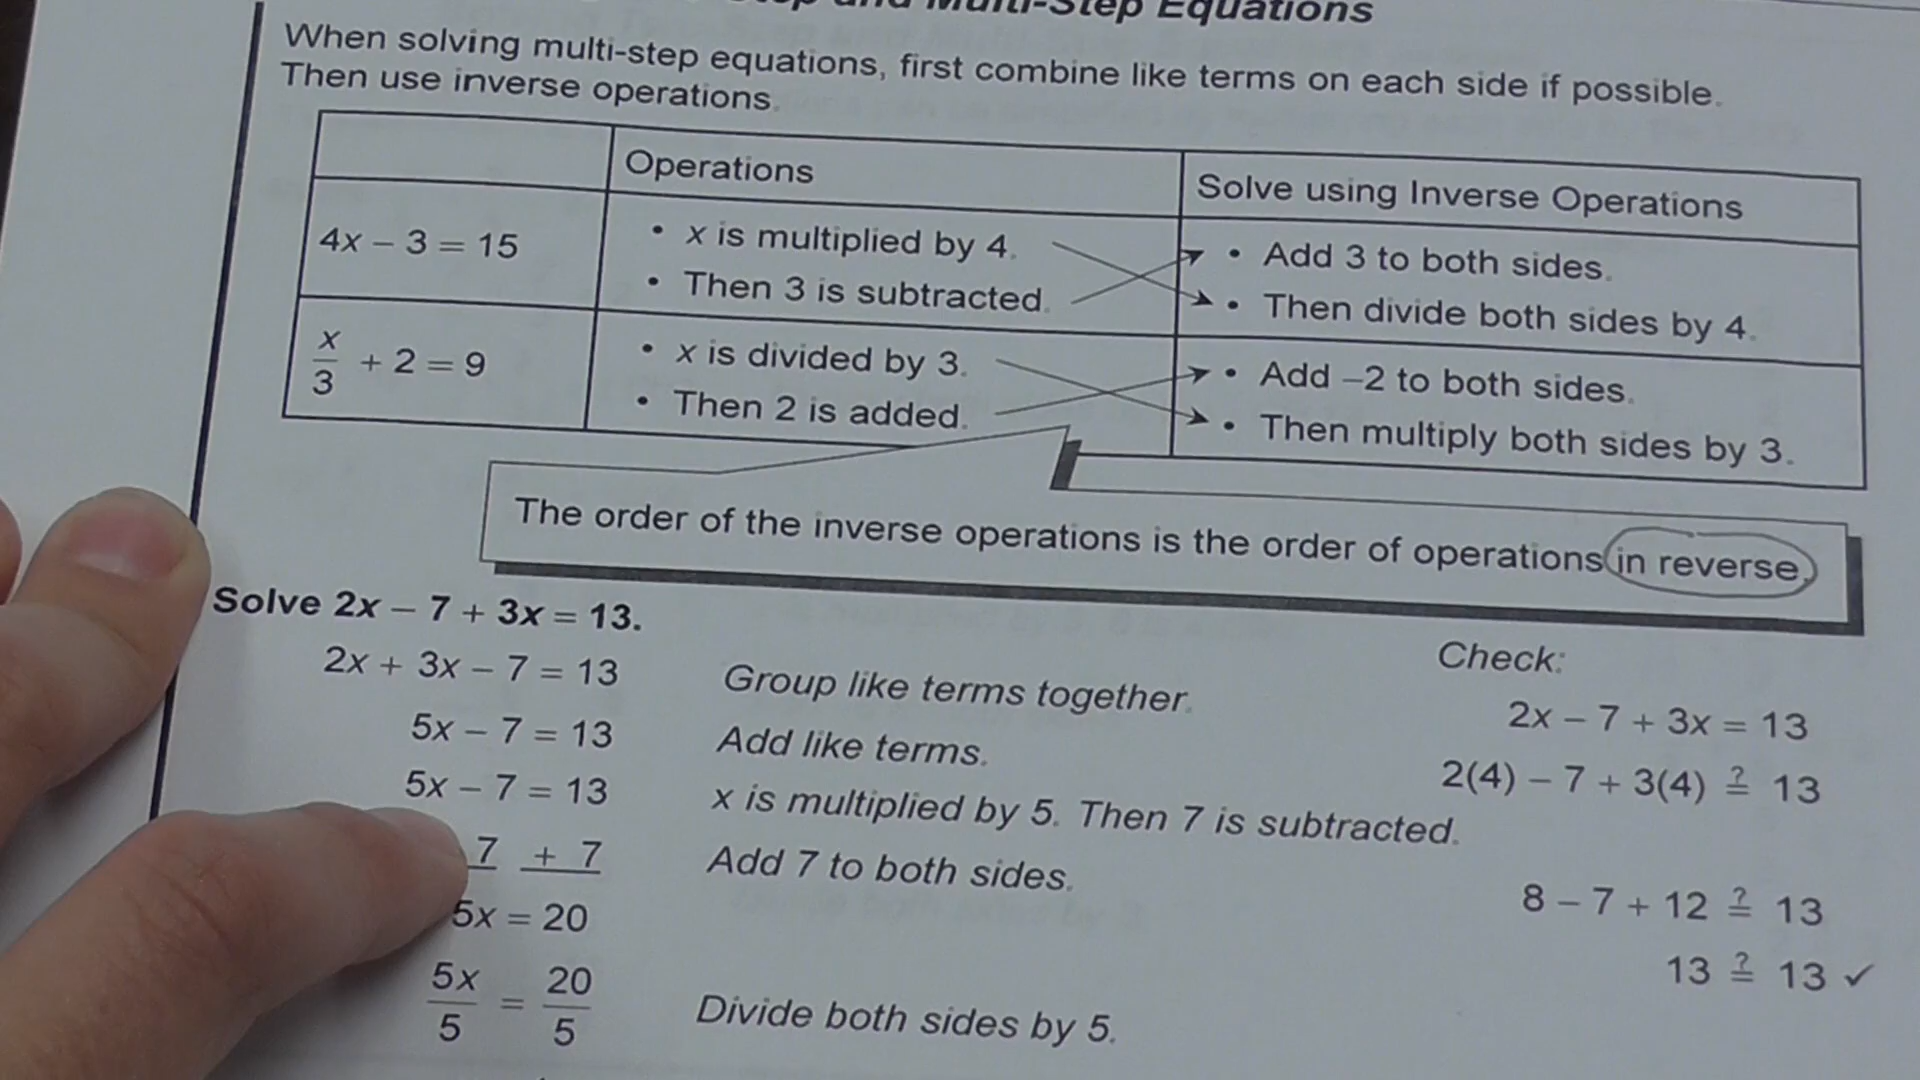 and Multi-Step Equations
When solving multi-step equations, first combine like terms on each side if possible.
Then use inverse operations.
Operations
Solve using Inverse Operations
4x – 3 = 15
• x is multiplied by 4.
• Then 3 is subtracted.
• Add 3 to both sides.
• Then divide both sides by 4.
x/3 + 2 = 9
• x is divided by 3.
• Then 2 is added.
• Add –2 to both sides.
• Then multiply both sides by 3.
The order of the inverse operations is the order of operations in reverse.
Solve 2x – 7 + 3x = 13.
2x + 3x – 7 = 13 Group like terms together.
5x – 7 = 13 Add like terms.
5x – 7 = 13 x is multiplied by 5. Then 7 is subtracted.
7 + 7 Add 7 to both sides.
5x = 20
5x/5 = 20/5 Divide both sides by 5.
Check:
2x – 7 + 3x = 13
2(4) – 7 + 3(4) ≟ 13
8 – 7 + 12 ≟ 13
13 ≟ 13 ✓